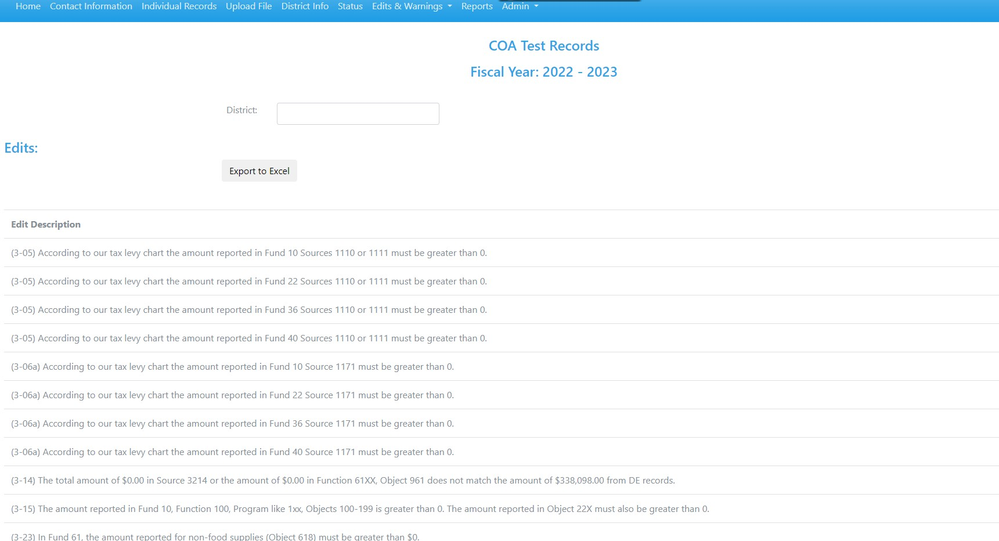 Home Contact Information Individual Records Upload File District Info Status Edits & Warnings Reports Admin
COA Test Records
Fiscal Year: 2022 - 2023
District:
Edits:
Export to Excel
Edit Description
(3-05) According to our tax levy chart the amount reported in Fund 10 Sources 1110 or 1111 must be greater than 0.
(3-05) According to our tax levy chart the amount reported in Fund 22 Sources 1110 or 1111 must be greater than 0.
(3-05) According to our tax levy chart the amount reported in Fund 36 Sources 1110 or 1111 must be greater than 0.
(3-05) According to our tax levy chart the amount reported in Fund 40 Sources 1110 or 1111 must be greater than 0.
(3-06a) According to our tax levy chart the amount reported in Fund 10 Source 1171 must be greater than 0.
(3-06a) According to our tax levy chart the amount reported in Fund 22 Source 1171 must be greater than 0.
(3-06a) According to our tax levy chart the amount reported in Fund 36 Source 1171 must be greater than 0.
(3-06a) According to our tax levy chart the amount reported in Fund 40 Source 1171 must be greater than 0.
(3-14) The total amount of $0.00 in Source 3214 or the amount of $0.00 in Function 61XX, Object 961 does not match the amount of $338,098.00 from DE records.
(3-15) The amount reported in Fund 10, Function 100, Program like 1xx, Objects 100-199 is greater than 0. The amount reported in Object 22X must also be greater than 0.
(3-23) In Fund 61, the amount reported for non-food supplies (Object 618) must be greater than $0.